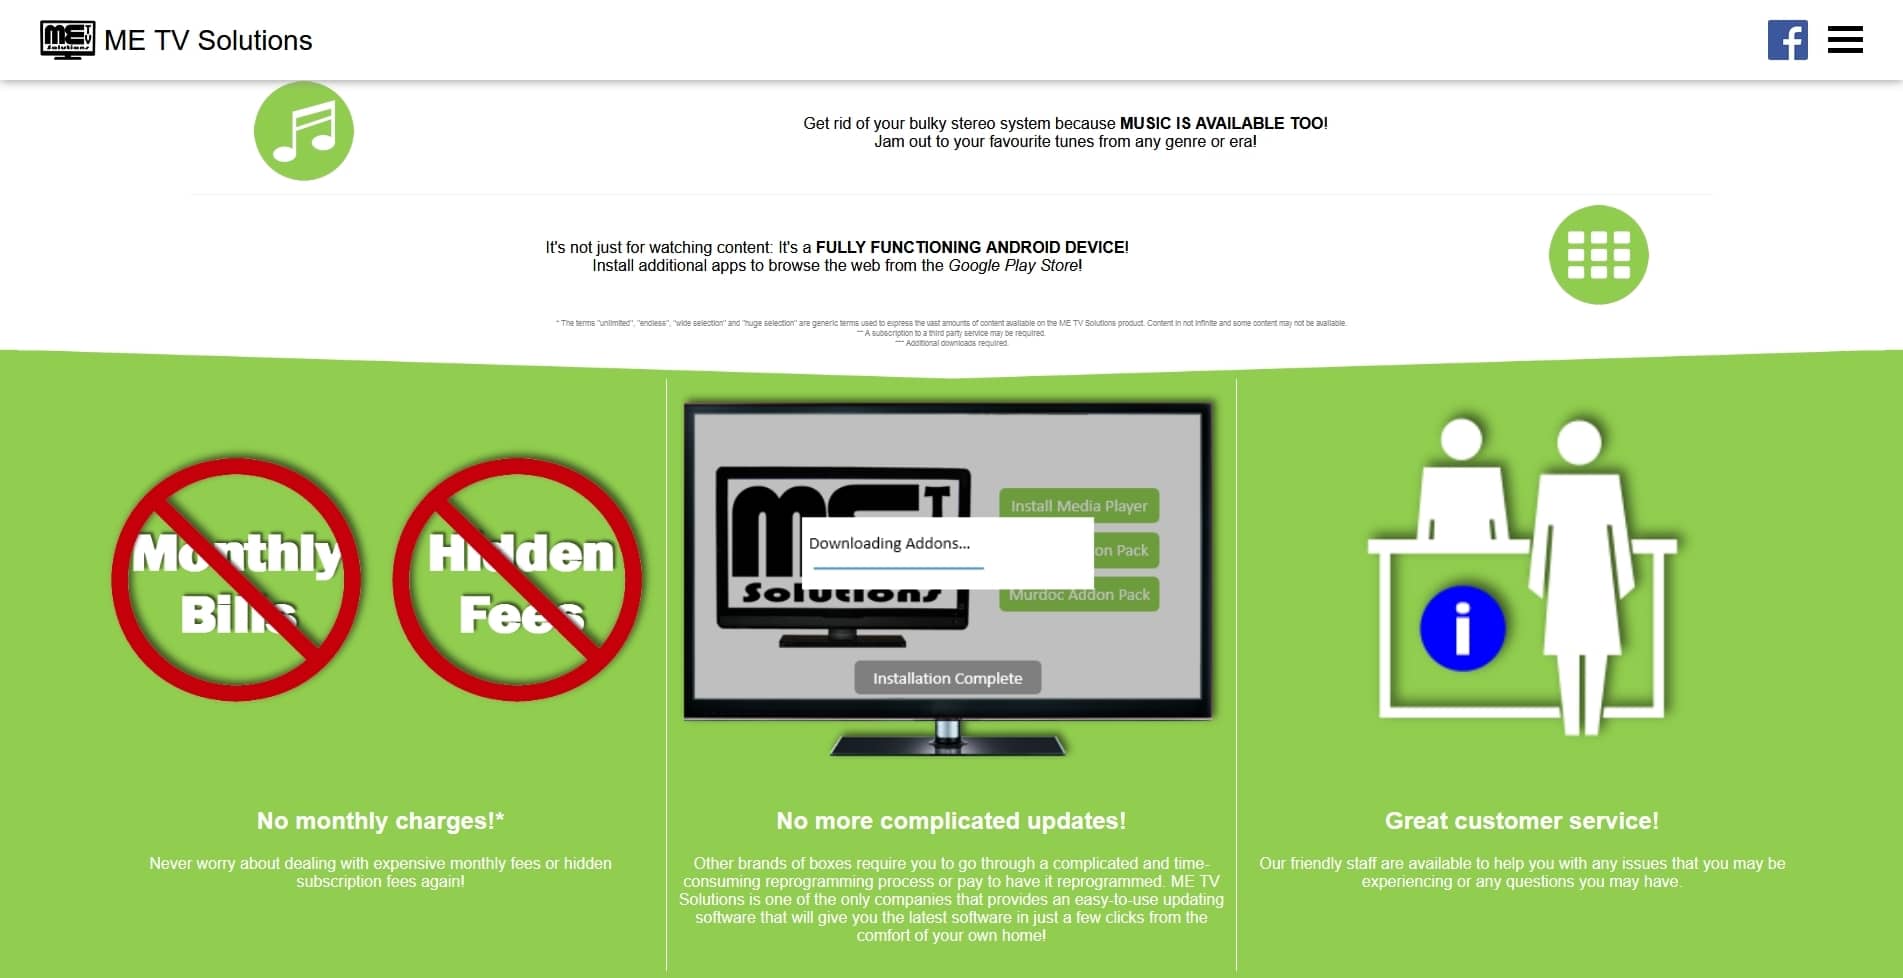 ME TV Solutions
ME TV Solutions
Get rid of your bulky stereo system because MUSIC IS AVAILABLE TOO!
Jam out to your favourite tunes from any genre or era!
It's not just for watching content: It's a FULLY FUNCTIONING ANDROID DEVICE!
Install additional apps to browse the web from the Google Play Store!
* The terms "unlimited", "endless", "wide selection" and "huge selection" are generic terms used to express the vast amounts of content available on the ME TV Solutions product. Content in not infinite and some content may not be available.
** A subscription to a third party service may be required.
*** Additional downloads required.
Monthly
Bills
Hidden
Fees
ME T
Solutions
Install Media Player
on Pack
Murdoc Addon Pack
Downloading Addons...
Installation Complete
i
No monthly charges!*
Never worry about dealing with expensive monthly fees or hidden
subscription fees again!
No more complicated updates!
Other brands of boxes require you to go through a complicated and time-
consuming reprogramming process or pay to have it reprogrammed. ME TV
Solutions is one of the only companies that provides an easy-to-use updating
software that will give you the latest software in just a few clicks from the
comfort of your own home!
Great customer service!
Our friendly staff are available to help you with any issues that you may be
experiencing or any questions you may have.